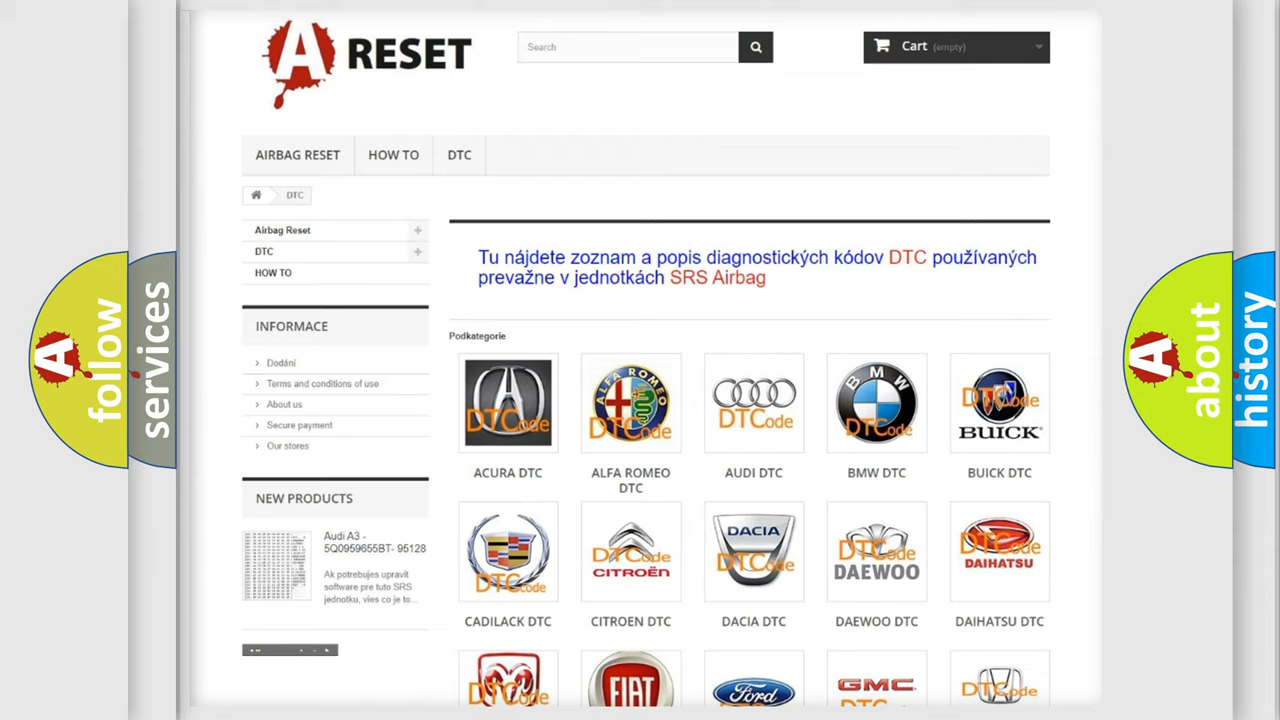 A RESET
Search
Cart (empty)
AIRBAG RESET
HOW TO
DTC
DTC
Airbag Reset
DTC
HOW TO
Tu nájdete zoznam a popis diagnostických kódov DTC používaných
prevažne v jednotkách SRS Airbag
INFORMACE
Dodání
Terms and conditions of use
About us
Secure payment
Our stores
Podkategorie
DTCode
ALFA ROMEO
DTCode
DTCode
BMW
DTCode
DTCode
BUICK
ACURA DTC
ALFA ROMEO
DTC
AUDI DTC
BMW DTC
BUICK DTC
NEW PRODUCTS
Audi A3 -
5Q0959655BT- 95128
Ak potrebujes upravit
software pre tuto SRS
jednotku, vies co je to...
DTCode
DTCode
CITROËN
DACIA
DTCode
DTCode
DAEWOO
DTCode
DAIHATSU
CADILACK DTC
CITROEN DTC
DACIA DTC
DAEWOO DTC
DAIHATSU DTC
DTCode
FIAT
Ford
GMC
DTCode
A follow
services
A about
history